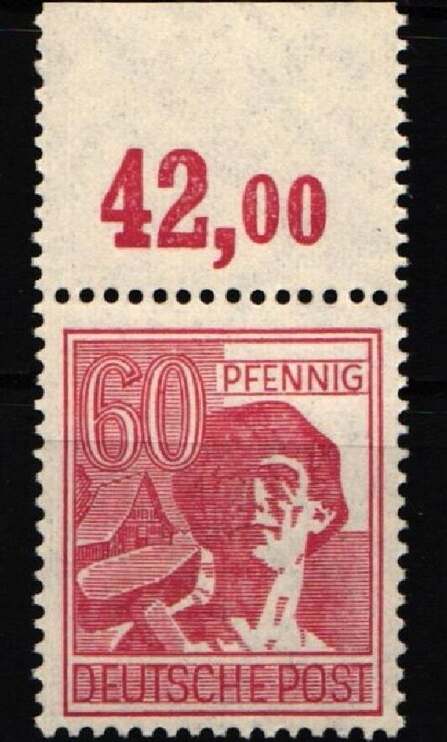 42,00
60
PFENNIG
DEUTSCHE POST